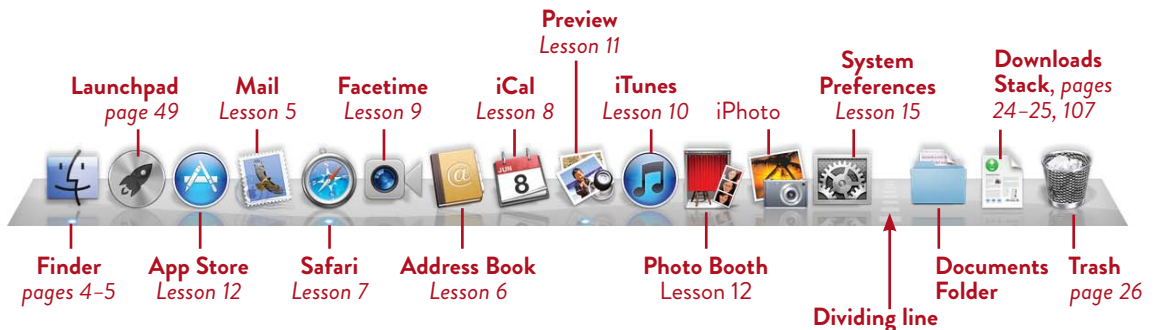 Preview
Lesson 11
Launchpad
page 49
Mail
Lesson 5
Facetime
Lesson 9
iCal
Lesson 8
iTunes
Lesson 10
iPhoto
System
Preferences
Lesson 15
Downloads
Stack, pages
24–25, 107
@
JUN
8
Finder
pages 4–5
App Store
Lesson 12
Safari
Lesson 7
Address Book
Lesson 6
Photo Booth
Lesson 12
Dividing line
Documents
Folder
Trash
page 26